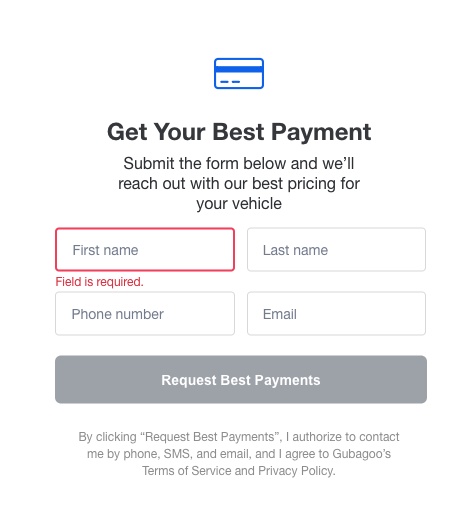 Get Your Best Payment
Submit the form below and we’ll
reach out with our best pricing for
your vehicle
First name
Last name
Field is required.
Phone number
Email
Request Best Payments
By clicking “Request Best Payments”, I authorize to contact
me by phone, SMS, and email, and I agree to Gubagoo’s
Terms of Service and Privacy Policy.